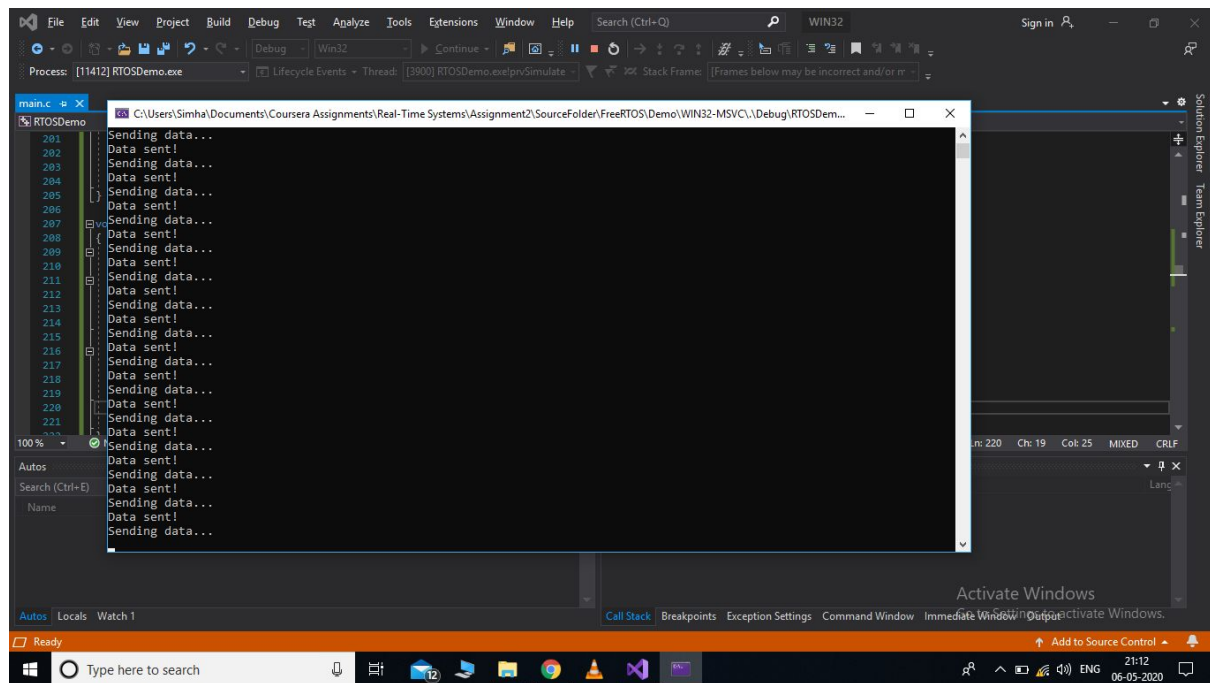 File Edit View Project Build Debug Test Analyze Tools Extensions Window Help Search (Ctrl+Q) WIN32 Sign in
Debug Win32 Continue
Process: [11412] RTOSDemo.exe Lifecycle Events Thread: [3900] RTOSDemo.exe!prvSimulate Stack Frame: [Frames below may be incorrect and/or
main.c
RTOSDemo
C:\Users\Simha\Documents\Coursera Assignments\Real-Time Systems\Assignment2\SourceFolder\FreeRTOS\Demo\WIN32-MSVC\.\Debug\RTOSDem...
Solution Explorer
Team Explorer
201 Sending data...
202 Data sent!
203 Sending data...
204 Data sent!
205 } Sending data...
206 Data sent!
207 vo Sending data...
208 { Data sent!
209 Sending data...
210 Data sent!
211 Sending data...
212 Data sent!
213 Sending data...
214 Data sent!
215 Sending data...
216 Data sent!
217 Sending data...
218 Data sent!
219 Sending data...
220 Data sent!
221 Sending data...
Data sent!
100 % Sending data... Ln: 220 Ch: 19 Col: 25 MIXED CRLF
Data sent!
Autos
Sending data...
Search (Ctrl+E) Data sent! Lang
Name Sending data...
Data sent!
Sending data...
Activate Windows
Go to Settings to activate Windows.
Autos Locals Watch 1 Call Stack Breakpoints Exception Settings Command Window Immediate Window Output
Ready Add to Source Control
Type here to search 12 ENG 21:12
06-05-2020